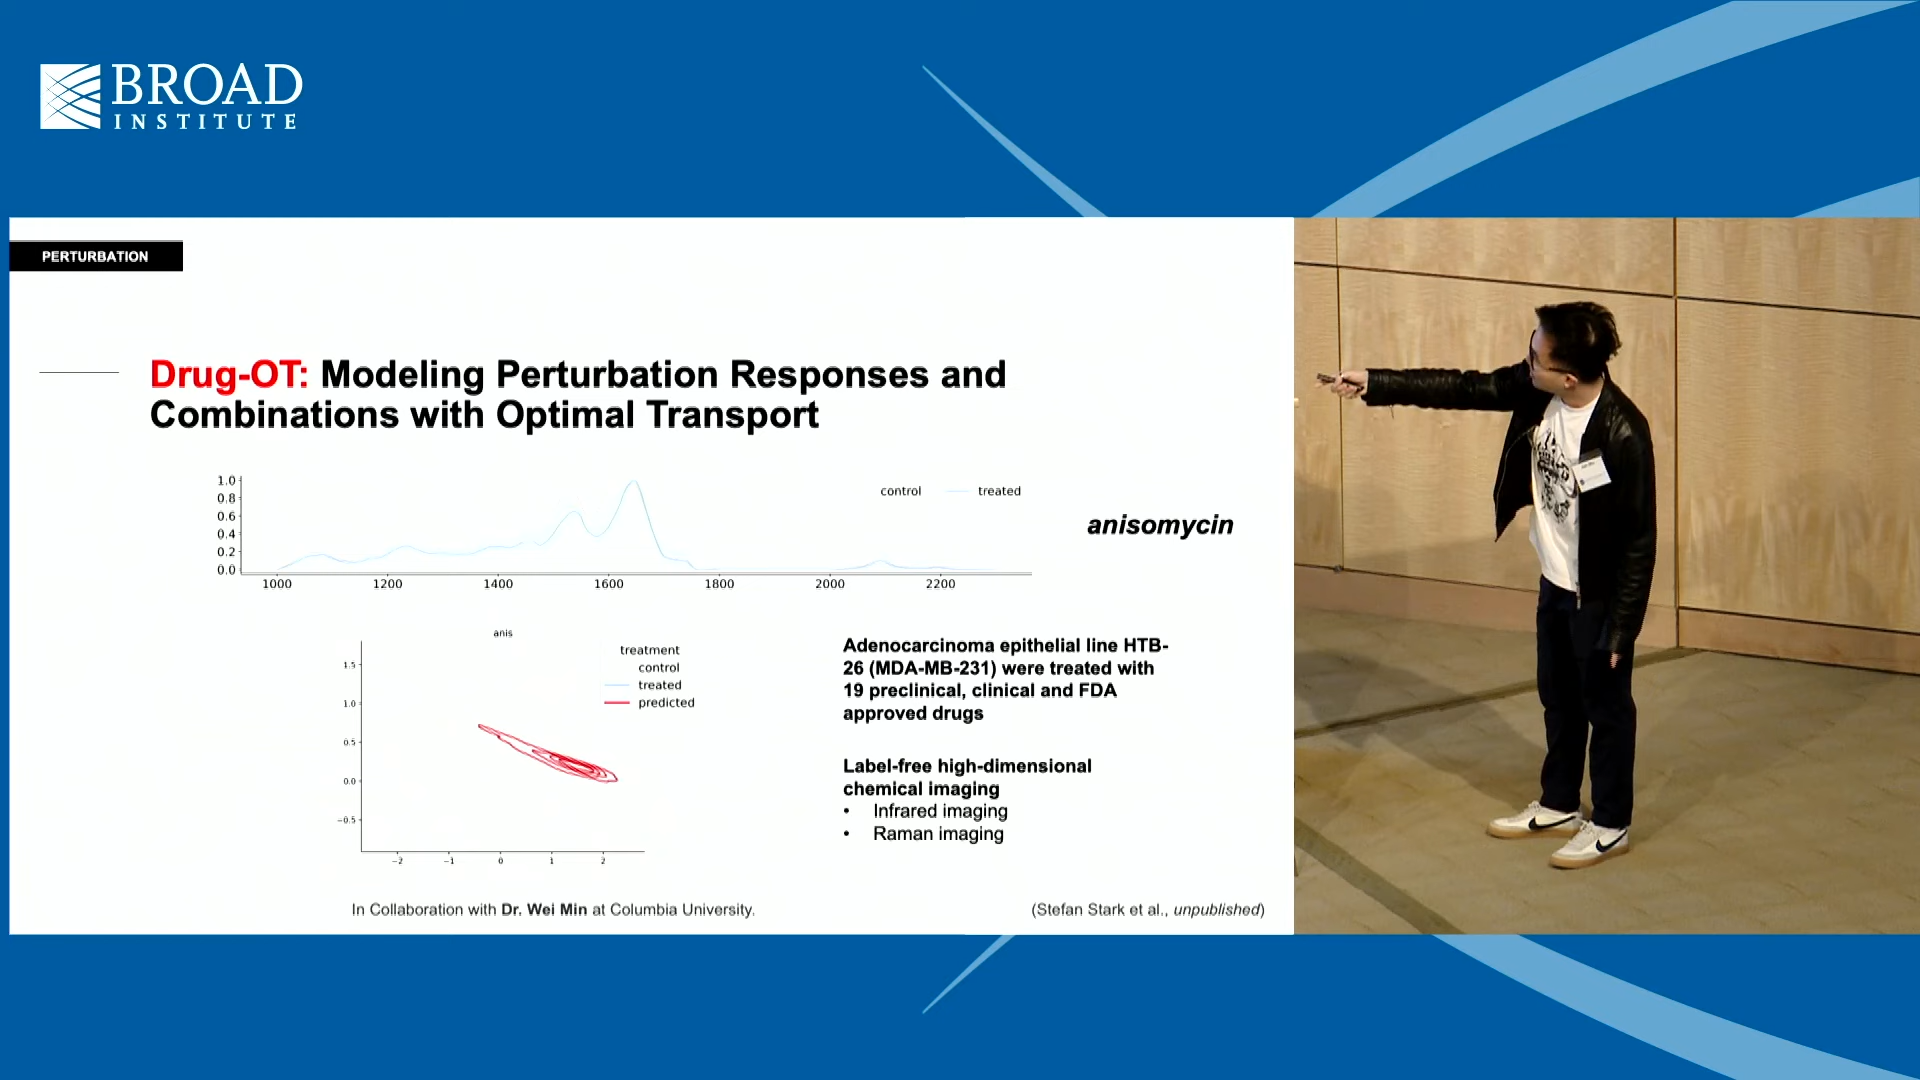 BROAD
INSTITUTE
PERTURBATION
Drug-OT: Modeling Perturbation Responses and
Combinations with Optimal Transport
1.0
0.8
0.6
0.4
0.2
0.0
1000 1200 1400 1600 1800 2000 2200
control treated
anisomycin
anis
treatment
control
treated
predicted
1.5
1.0
0.5
0.0
−0.5
−2 −1 0 1 2
Adenocarcinoma epithelial line HTB-
26 (MDA-MB-231) were treated with
19 preclinical, clinical and FDA
approved drugs
Label-free high-dimensional
chemical imaging
• Infrared imaging
• Raman imaging
In Collaboration with Dr. Wei Min at Columbia University.
(Stefan Stark et al., unpublished)